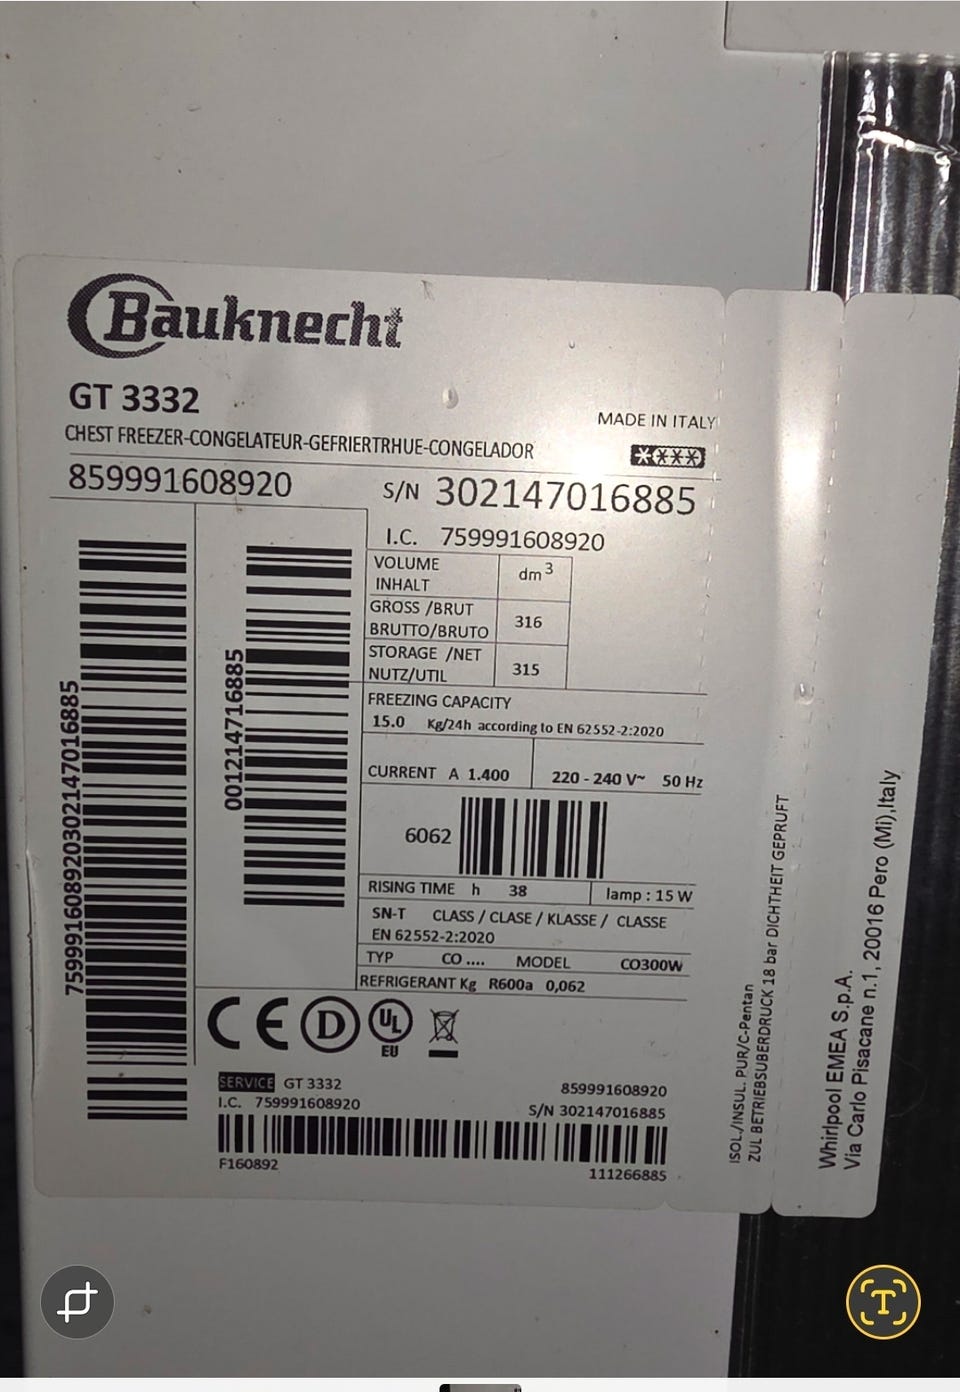 Bauknecht
GT 3332
MADE IN ITALY
CHEST FREEZER-CONGELATEUR-GEFRIERTRHUE-CONGELADOR
859991608920
S/N 302147016885
I.C. 759991608920
VOLUME
INHALT
dm3
GROSS /BRUT
BRUTTO/BRUTO
316
STORAGE /NET
NUTZ/UTIL
315
FREEZING CAPACITY
15.0 Kg/24h according to EN 62552-2:2020
CURRENT A 1.400
220 - 240 V~ 50 Hz
6062
RISING TIME h 38
lamp : 15 W
SN-T CLASS / CLASE / KLASSE / CLASSE
EN 62552-2:2020
TYP CO .... MODEL CO300W
REFRIGERANT Kg R600a 0,062
759991608920302147016885
001214716885
CE D UL
EU
SERVICE GT 3332
859991608920
I.C. 759991608920
S/N 302147016885
F160892
111266885
ISOL./INSUL. PUR/C-Pentan
ZUL BETRIEBSUBERDRUCK 18 bar DICHTHEIT GEPRUFT
Whirlpool EMEA S.p.A.
Via Carlo Pisacane n.1, 20016 Pero (Mi),Italy